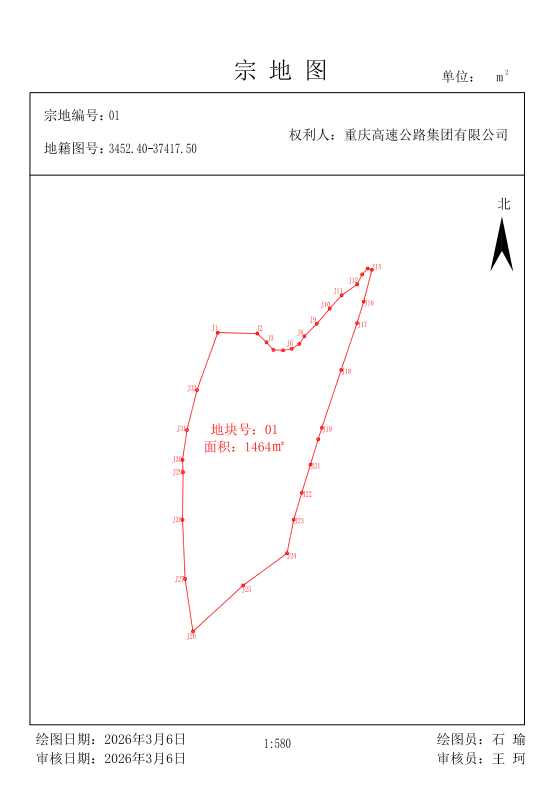 宗 地 图
单位： m²
宗地编号：01
权利人：重庆高速公路集团有限公司
地籍图号：3452.40-37417.50
北
J15
J12
J11
J16
J10
J9
J17
J1
J2
J8
J3
J6
J18
J32
J31
J19
地块号：01
面积：1464m²
J30
J21
J29
J22
J28
J23
J24
J27
J25
J26
绘图日期：2026年3月6日
1:580
绘图员：石 瑜
审核日期：2026年3月6日
审核员：王 珂